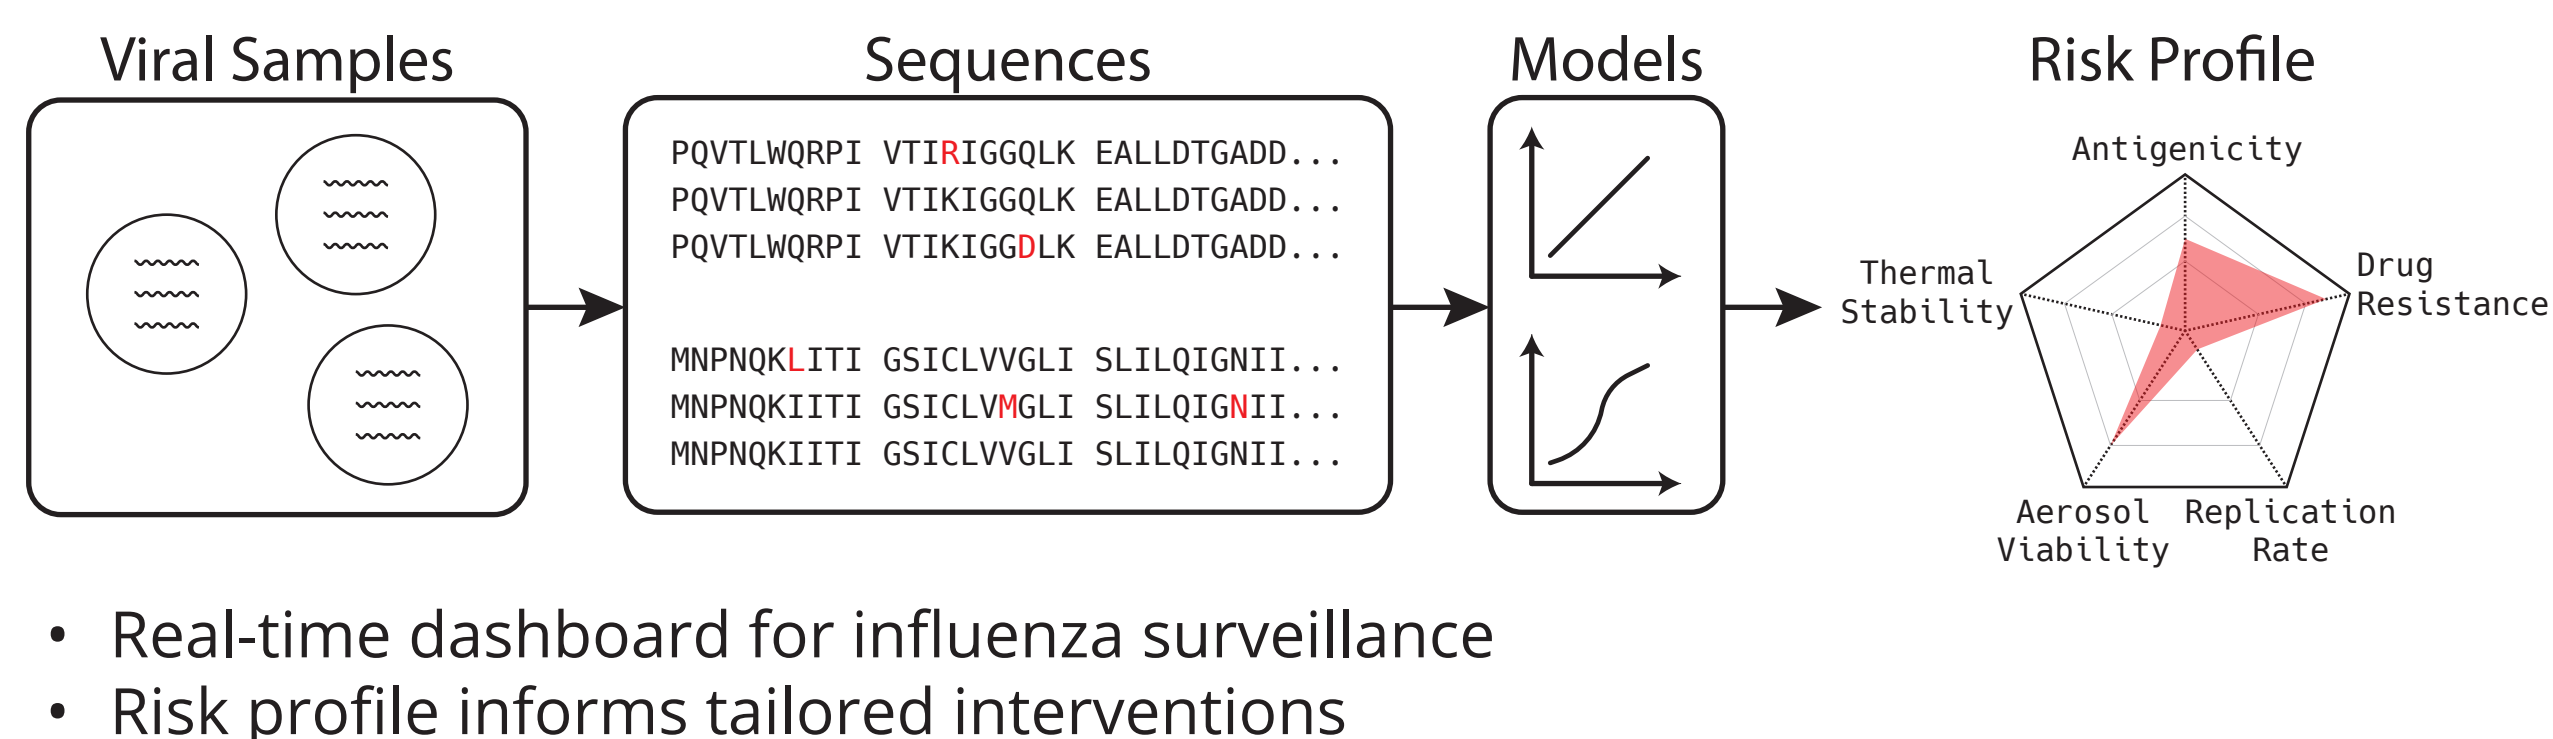 Viral Samples
Sequences
Models
Risk Profile
PQVTLWQRPI VTIRIGGQLK EALLDTGADD...
PQVTLWQRPI VTIKIGGQLK EALLDTGADD...
PQVTLWQRPI VTIKIGGDLK EALLDTGADD...
MNPNQKLITI GSICLVVGLI SLILQIGNII...
MNPNQKIITI GSICLVMGLI SLILQIGNII...
MNPNQKIITI GSICLVVGLI SLILQIGNII...
Antigenicity
Drug
Resistance
Thermal
Stability
Aerosol
Viability
Replication
Rate
• Real-time dashboard for influenza surveillance
• Risk profile informs tailored interventions